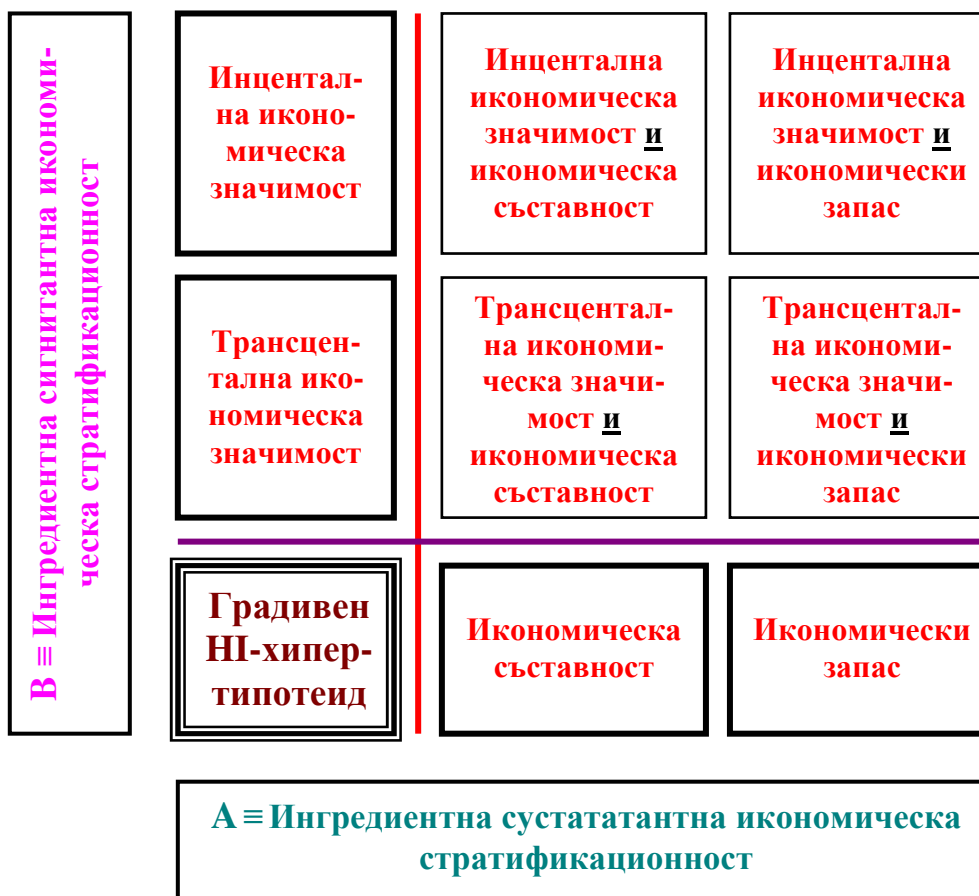 B ≡ Ингредиентна сигнитантна икономи-
ческа стратификационност
Инцентал-
на иконо-
мическа
значимост
Инцентална
икономическа
значимост и
икономическа
съставност
Инцентална
икономическа
значимост и
икономически
запас
Трансцен-
тална ико-
номическа
значимост
Трансцентал-
на икономи-
ческа значи-
мост и
икономическа
съставност
Трансцентал-
на икономи-
ческа значи-
мост и
икономически
запас
Градивен
HI-хипер-
типотеид
Икономическа
съставност
Икономически
запас
A ≡ Ингредиентна сустататантна икономическа
стратификационност